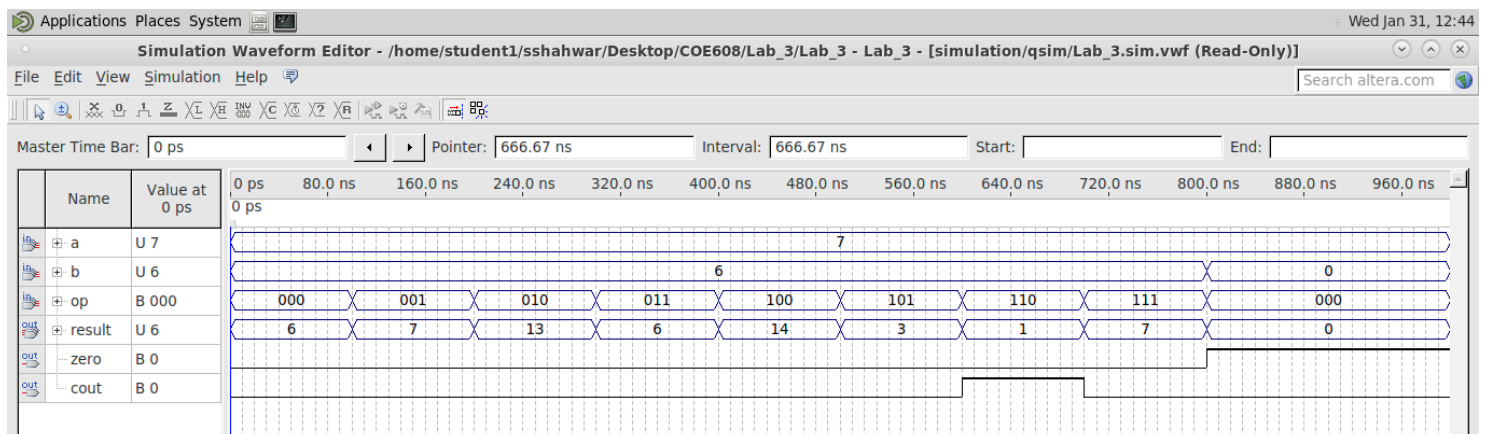 Applications Places System Wed Jan 31, 12:44
Simulation Waveform Editor - /home/student1/sshahwar/Desktop/COE608/Lab_3/Lab_3 - Lab_3 - [simulation/qsim/Lab_3.sim.vwf (Read-Only)]
File Edit View Simulation Help Search altera.com
Master Time Bar: 0 ps Pointer: 666.67 ns Interval: 666.67 ns Start: End:
Name Value at 0 ps 0 ps 80.0 ns 160.0 ns 240.0 ns 320.0 ns 400.0 ns 480.0 ns 560.0 ns 640.0 ns 720.0 ns 800.0 ns 880.0 ns 960.0 ns
0 ps
in a U 7 7
in b U 6 6 0
in op B 000 000 001 010 011 100 101 110 111 000
out result U 6 6 7 13 6 14 3 1 7 0
out zero B 0
out cout B 0